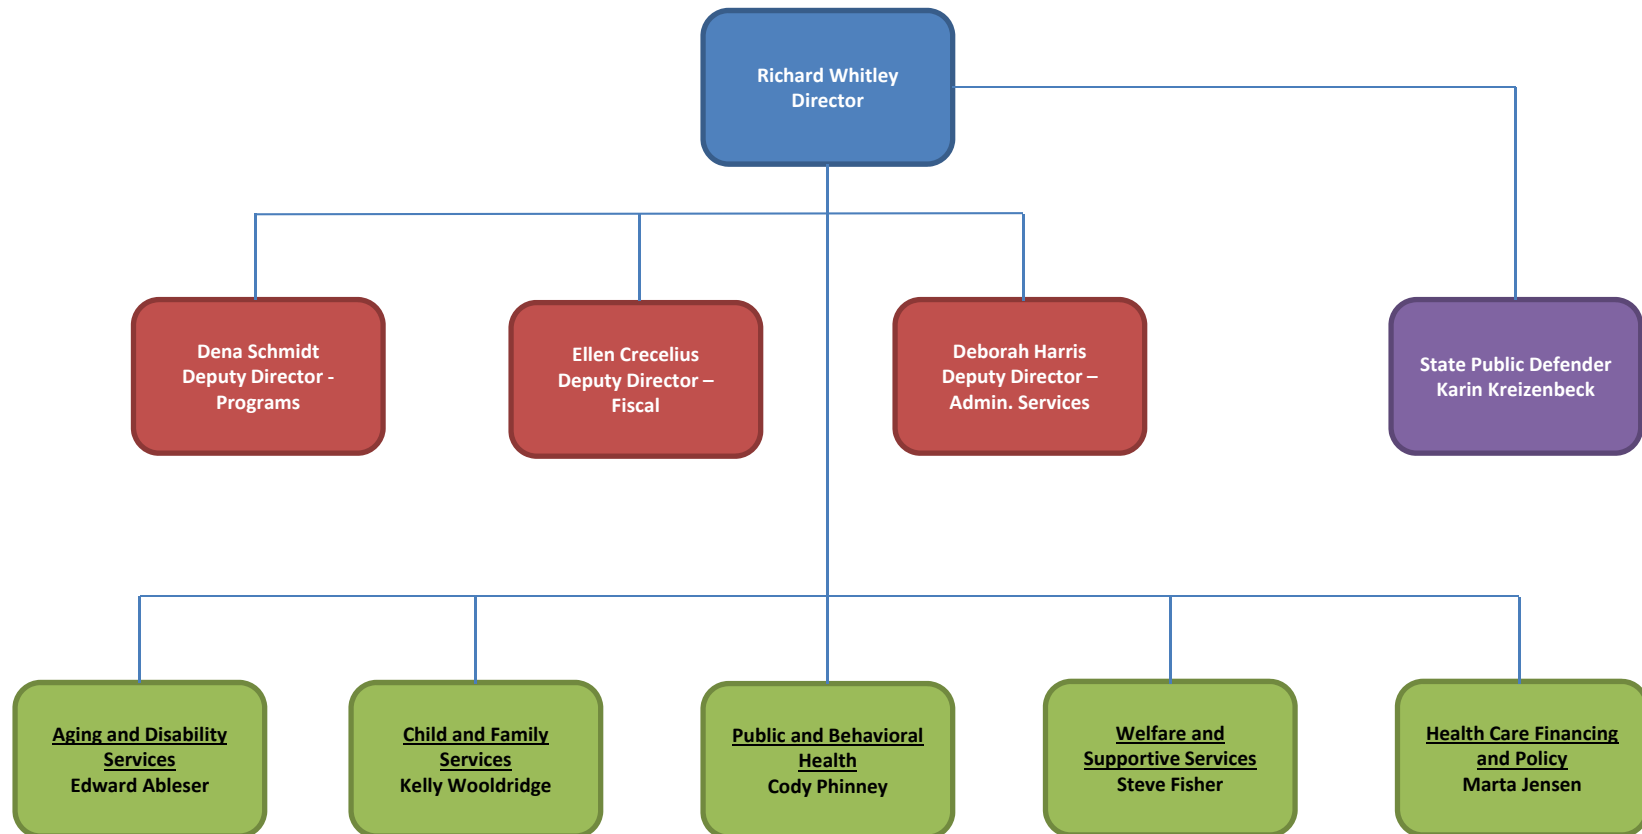 Richard Whitley
Director
Dena Schmidt
Deputy Director -
Programs
Ellen Crecelius
Deputy Director –
Fiscal
Deborah Harris
Deputy Director –
Admin. Services
State Public Defender
Karin Kreizenbeck
Aging and Disability
Services
Edward Ableser
Child and Family
Services
Kelly Wooldridge
Public and Behavioral
Health
Cody Phinney
Welfare and
Supportive Services
Steve Fisher
Health Care Financing
and Policy
Marta Jensen